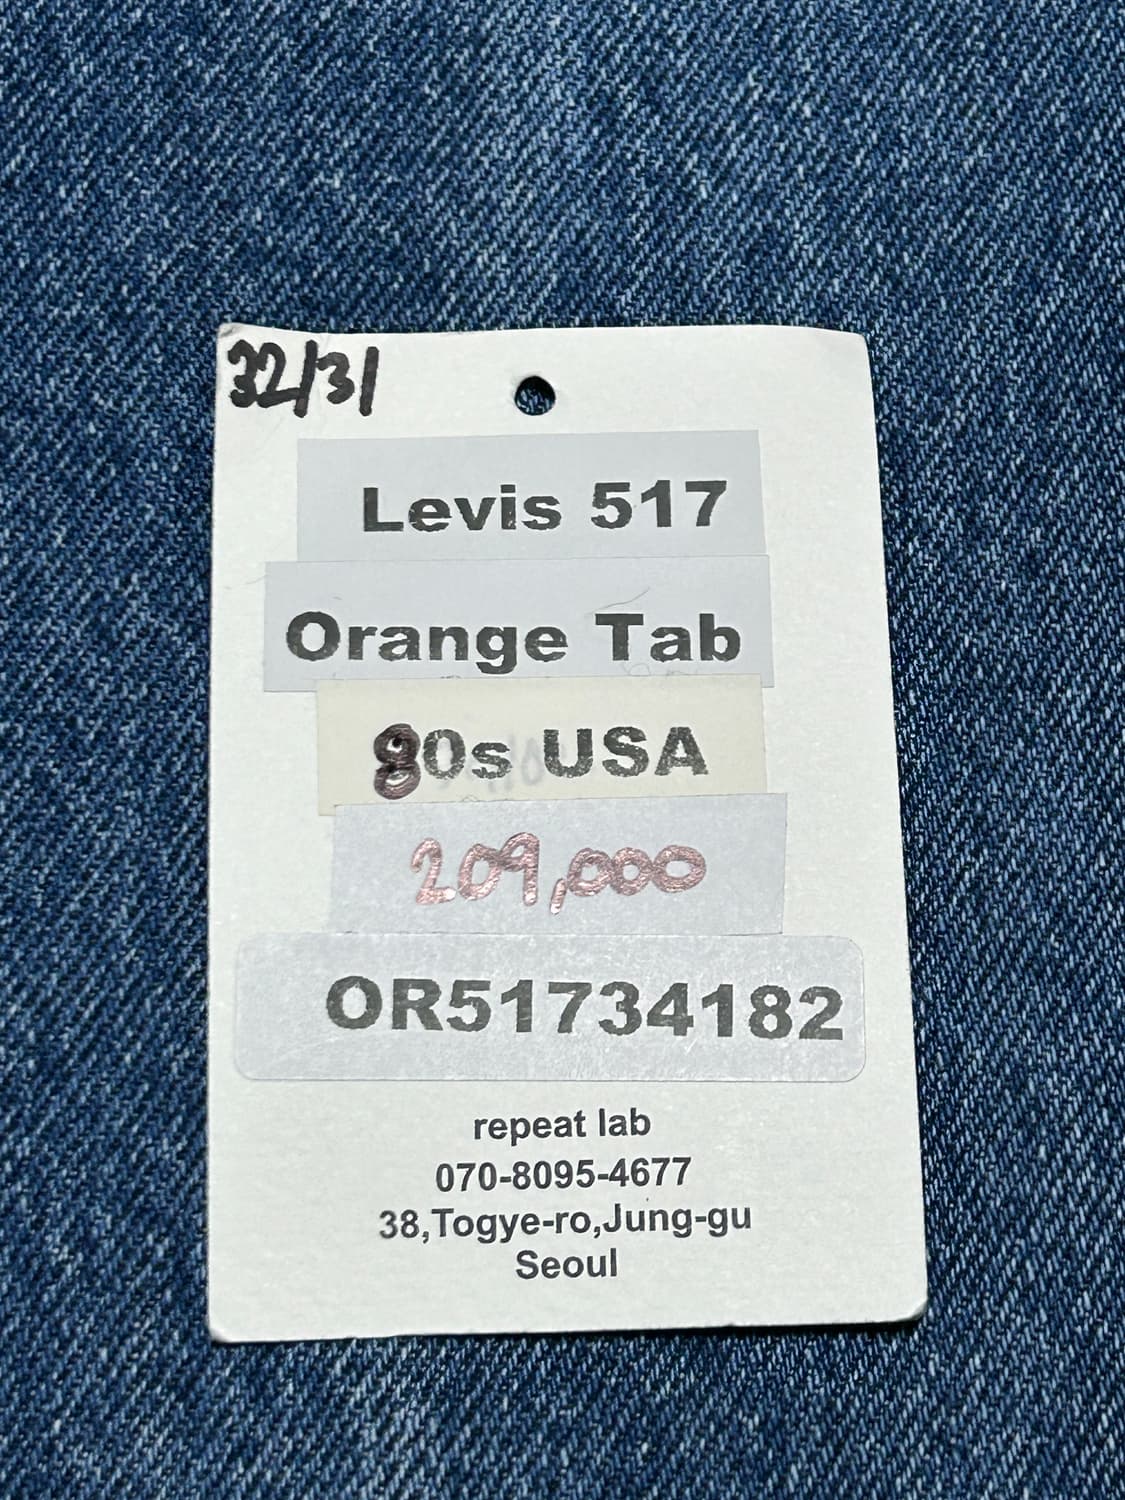 32/31
Levis 517
Orange Tab
80s USA
209,000
OR51734182
repeat lab
070-8095-4677
38,Togye-ro,Jung-gu
Seoul